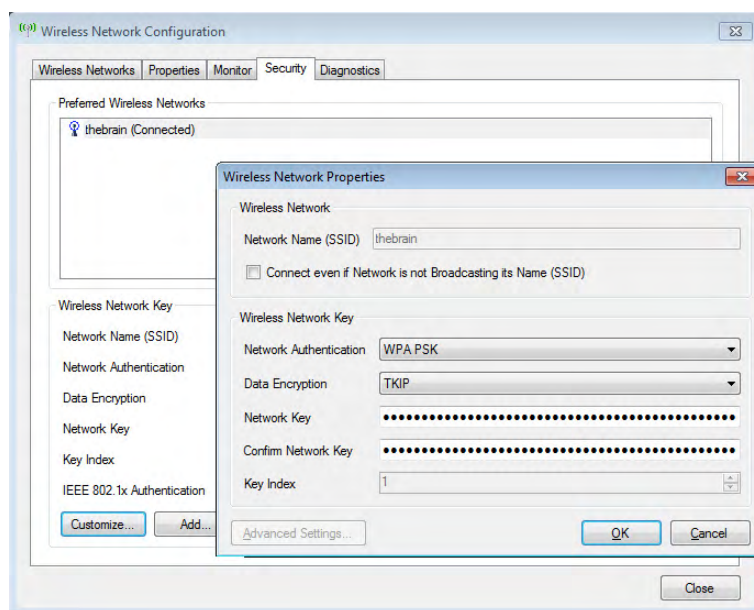 Wireless Network Configuration
Wireless Networks Properties Monitor Security Diagnostics
Preferred Wireless Networks
thebrain (Connected)
Wireless Network Key
Network Name (SSID)
Network Authentication
Data Encryption
Network Key
Key Index
IEEE 802.1x Authentication
Customize... Add...
Close
Wireless Network Properties
Wireless Network
Network Name (SSID) thebrain
Connect even if Network is not Broadcasting its Name (SSID)
Wireless Network Key
Network Authentication WPA PSK
Data Encryption TKIP
Network Key
Confirm Network Key
Key Index 1
Advanced Settings... OK Cancel